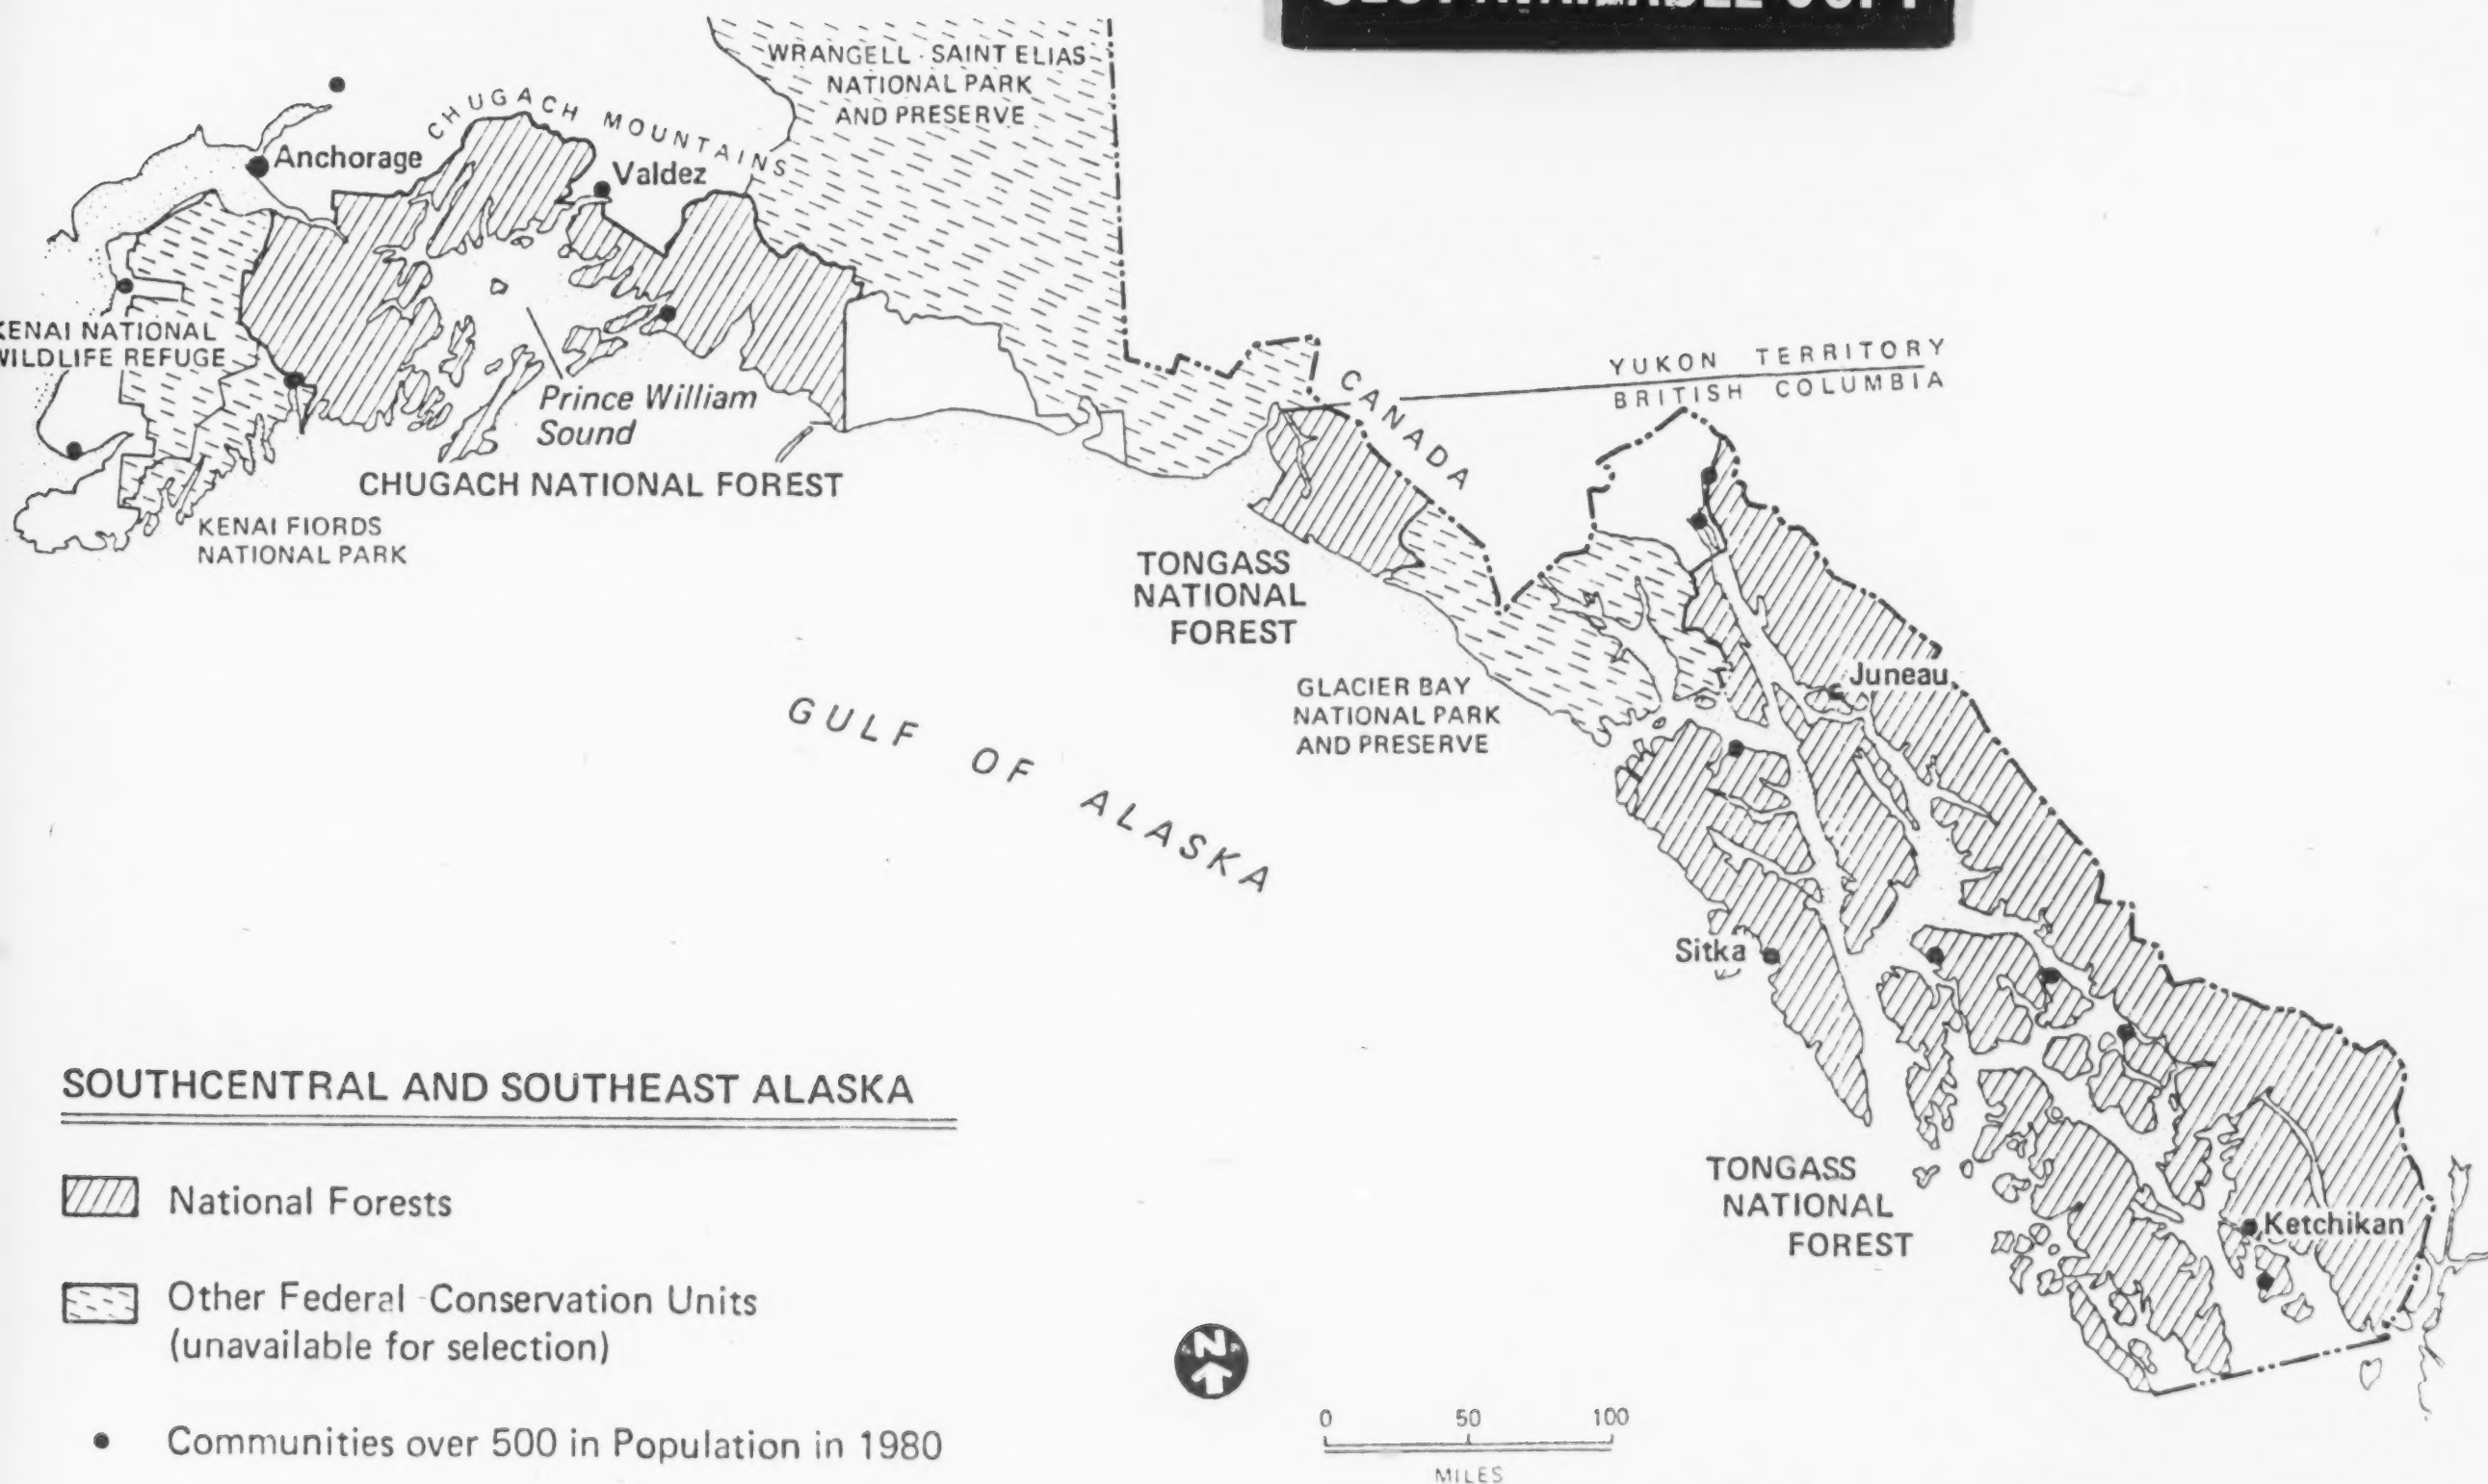 AVAILABLE COPY
WRANGELL - SAINT ELIAS
NATIONAL PARK
AND PRESERVE
CHUGACH MOUNTAINS
Anchorage
Valdez
KENAI NATIONAL
WILDLIFE REFUGE
Prince William
Sound
CHUGACH NATIONAL FOREST
KENAI FIORDS
NATIONAL PARK
YUKON TERRITORY
BRITISH COLUMBIA
CANADA
TONGASS
NATIONAL
FOREST
GLACIER BAY
NATIONAL PARK
AND PRESERVE
Juneau
GULF OF ALASKA
Sitka
TONGASS
NATIONAL
FOREST
Ketchikan
SOUTHCENTRAL AND SOUTHEAST ALASKA
National Forests
Other Federal Conservation Units
(unavailable for selection)
Communities over 500 in Population in 1980
N
0 50 100
MILES